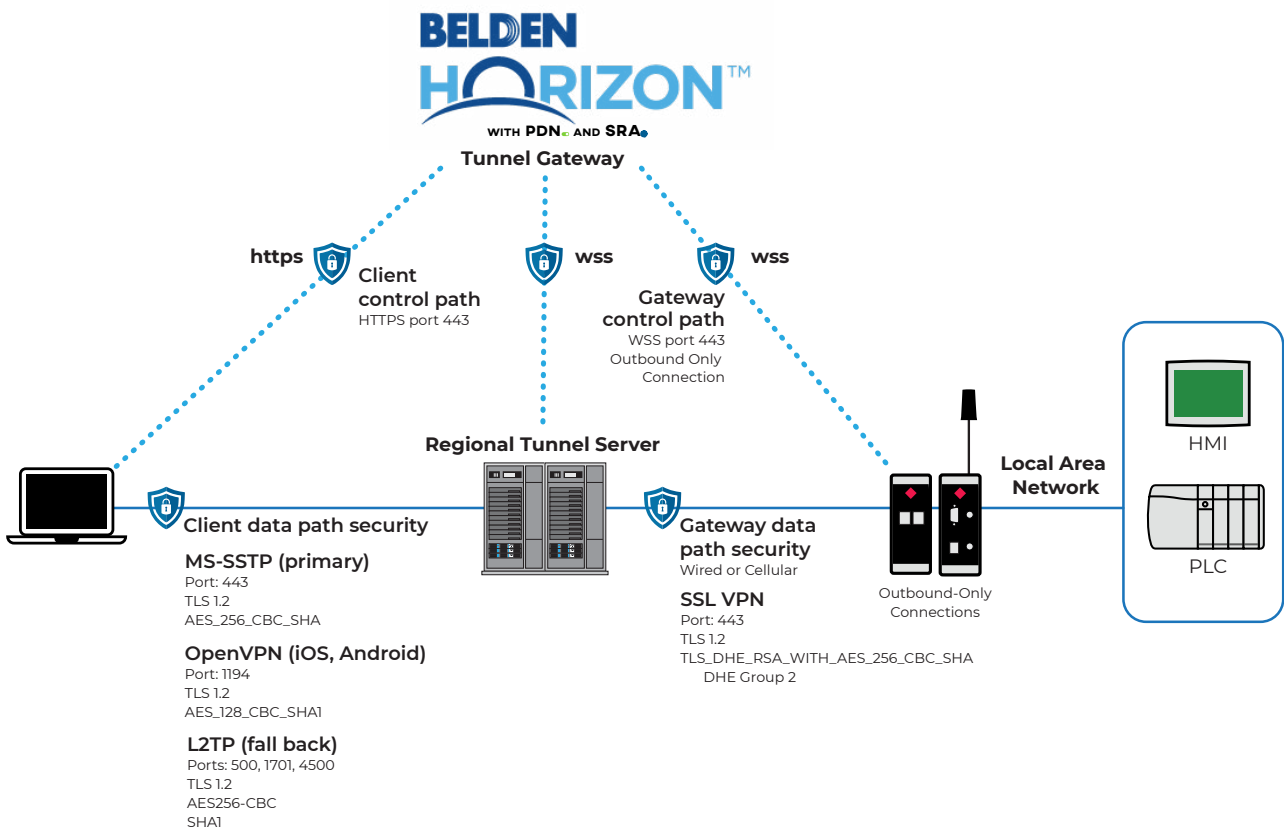 BELDEN
HORIZON™
WITH PDN AND SRA
Tunnel Gateway
https
wss
wss
Client
control path
HTTPS port 443
Gateway
control path
WSS port 443
Outbound Only
Connection
Regional Tunnel Server
Local Area
Network
HMI
PLC
Client data path security
MS-SSTP (primary)
Port: 443
TLS 1.2
AES_256_CBC_SHA
OpenVPN (iOS, Android)
Port: 1194
TLS 1.2
AES_128_CBC_SHA1
L2TP (fall back)
Ports: 500, 1701, 4500
TLS 1.2
AES256-CBC
SHA1
Gateway data
path security
Wired or Cellular
SSL VPN
Port: 443
TLS 1.2
TLS_DHE_RSA_WITH_AES_256_CBC_SHA
DHE Group 2
Outbound-Only
Connections